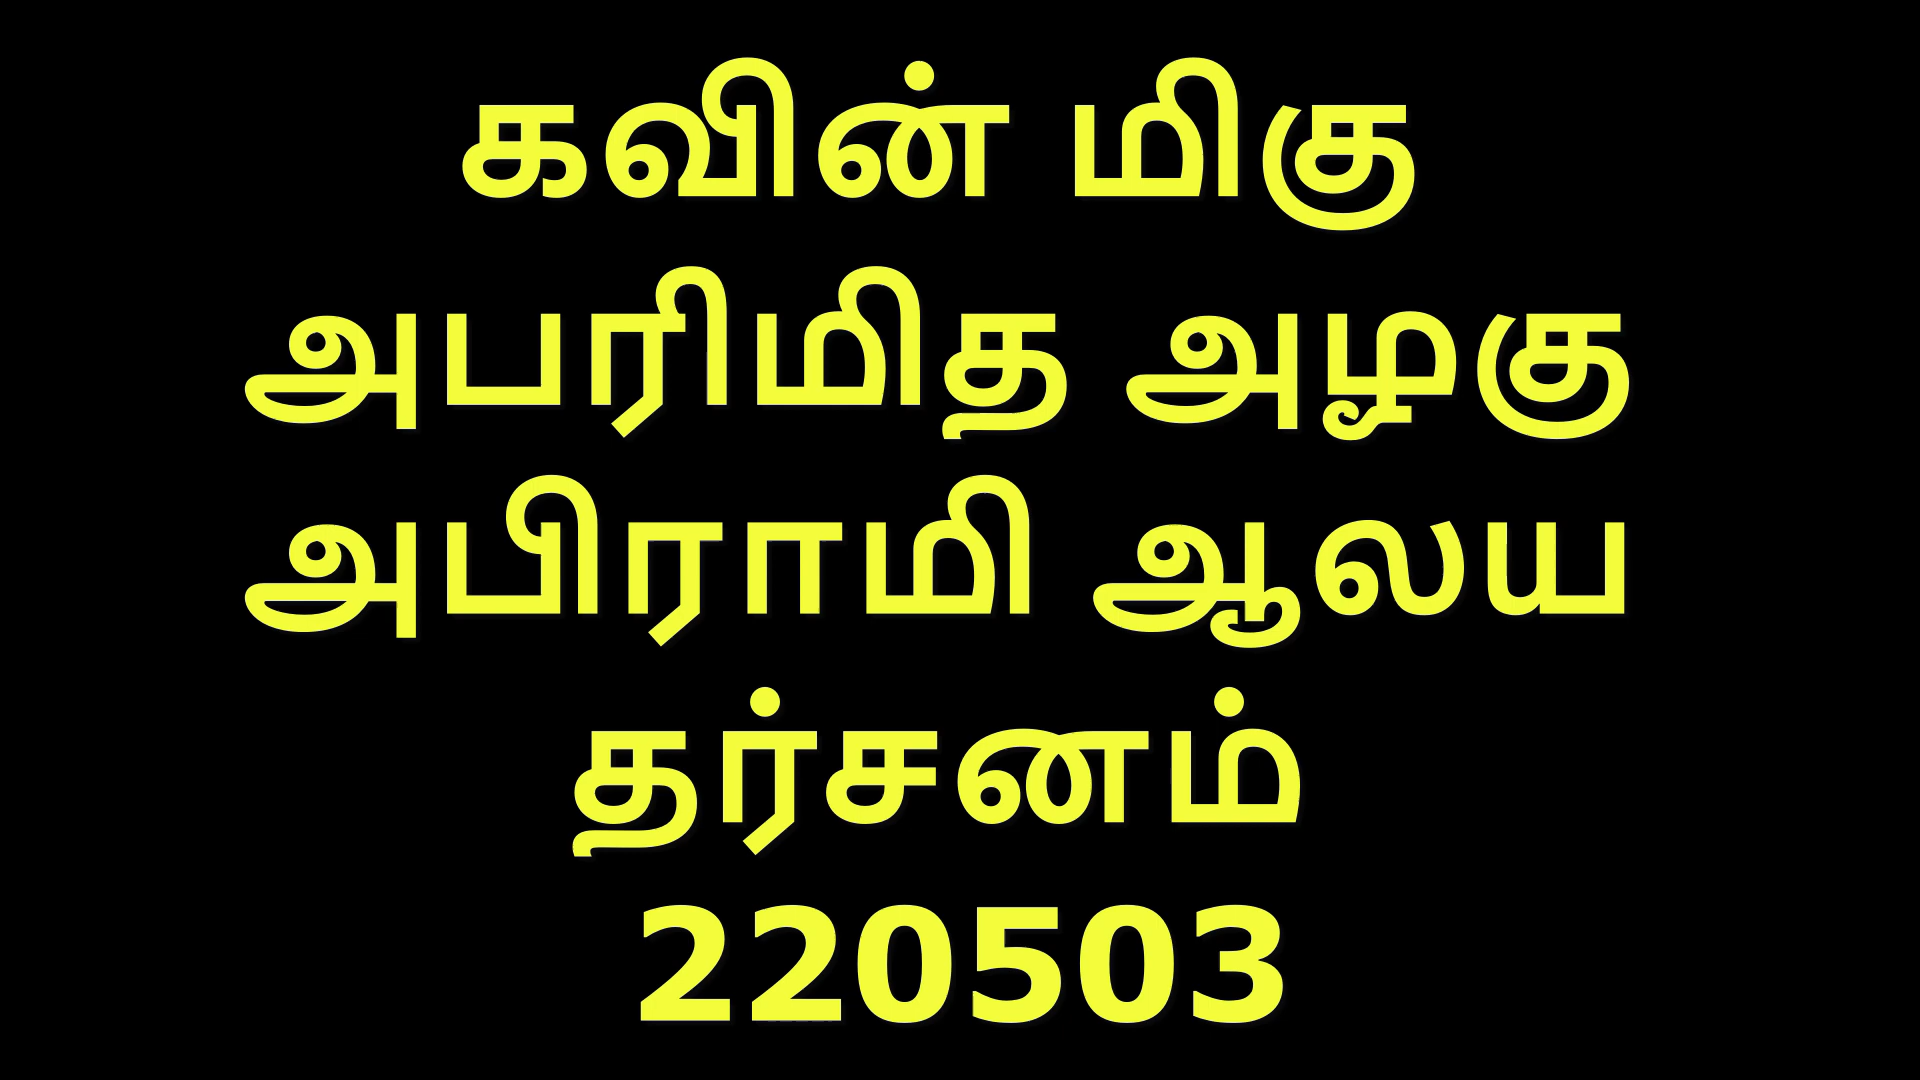 கவின் மிகு
அபரிமித அழகு
அபிராமி ஆலய
தர்சனம்
220503